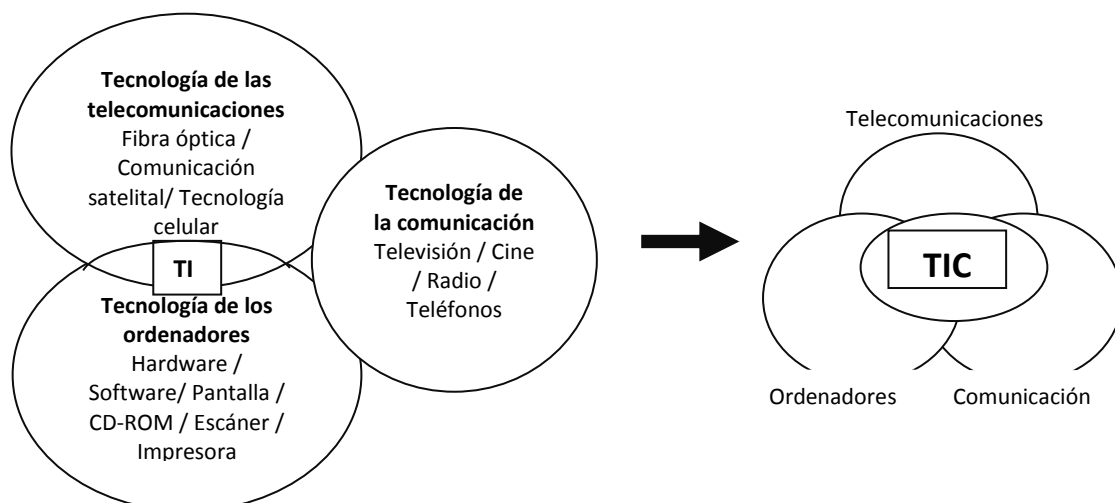 Tecnología de las
telecomunicaciones
Fibra óptica /
Comunicación
satelital/ Tecnología
celular
TI
Tecnología de los
ordenadores
Hardware /
Software/ Pantalla /
CD-ROM / Escáner /
Impresora
Tecnología de
la comunicación
Televisión / Cine
/ Radio /
Teléfonos
Telecomunicaciones
TIC
Ordenadores
Comunicación